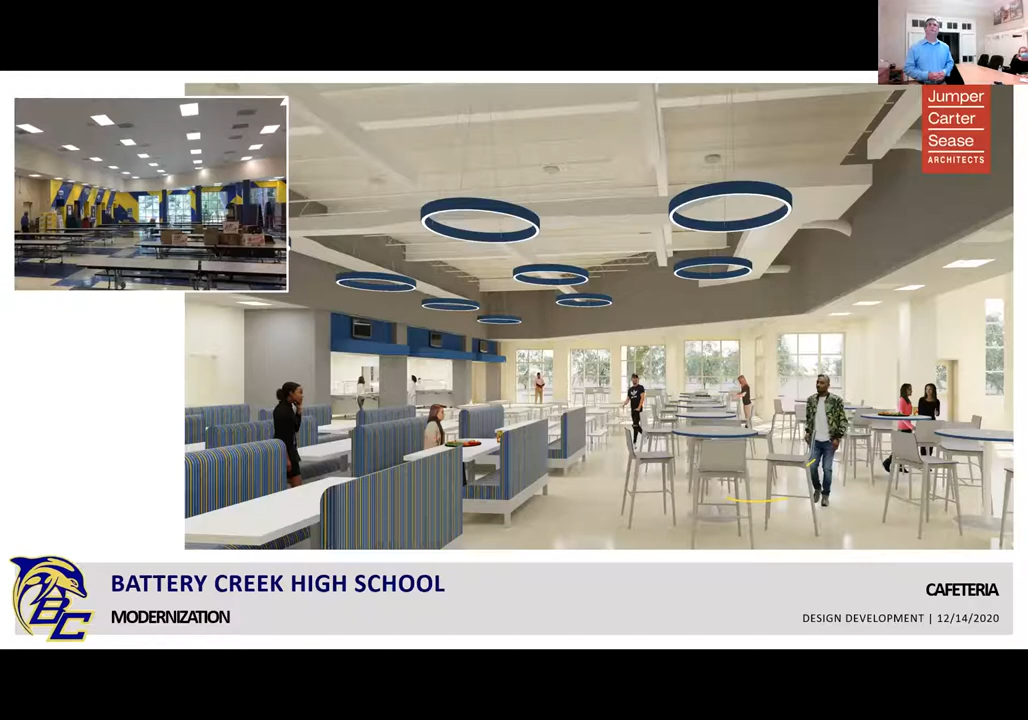 Jumper
Carter
Sease
ARCHITECTS
BC
BATTERY CREEK HIGH SCHOOL
MODERNIZATION
CAFETERIA
DESIGN DEVELOPMENT | 12/14/2020